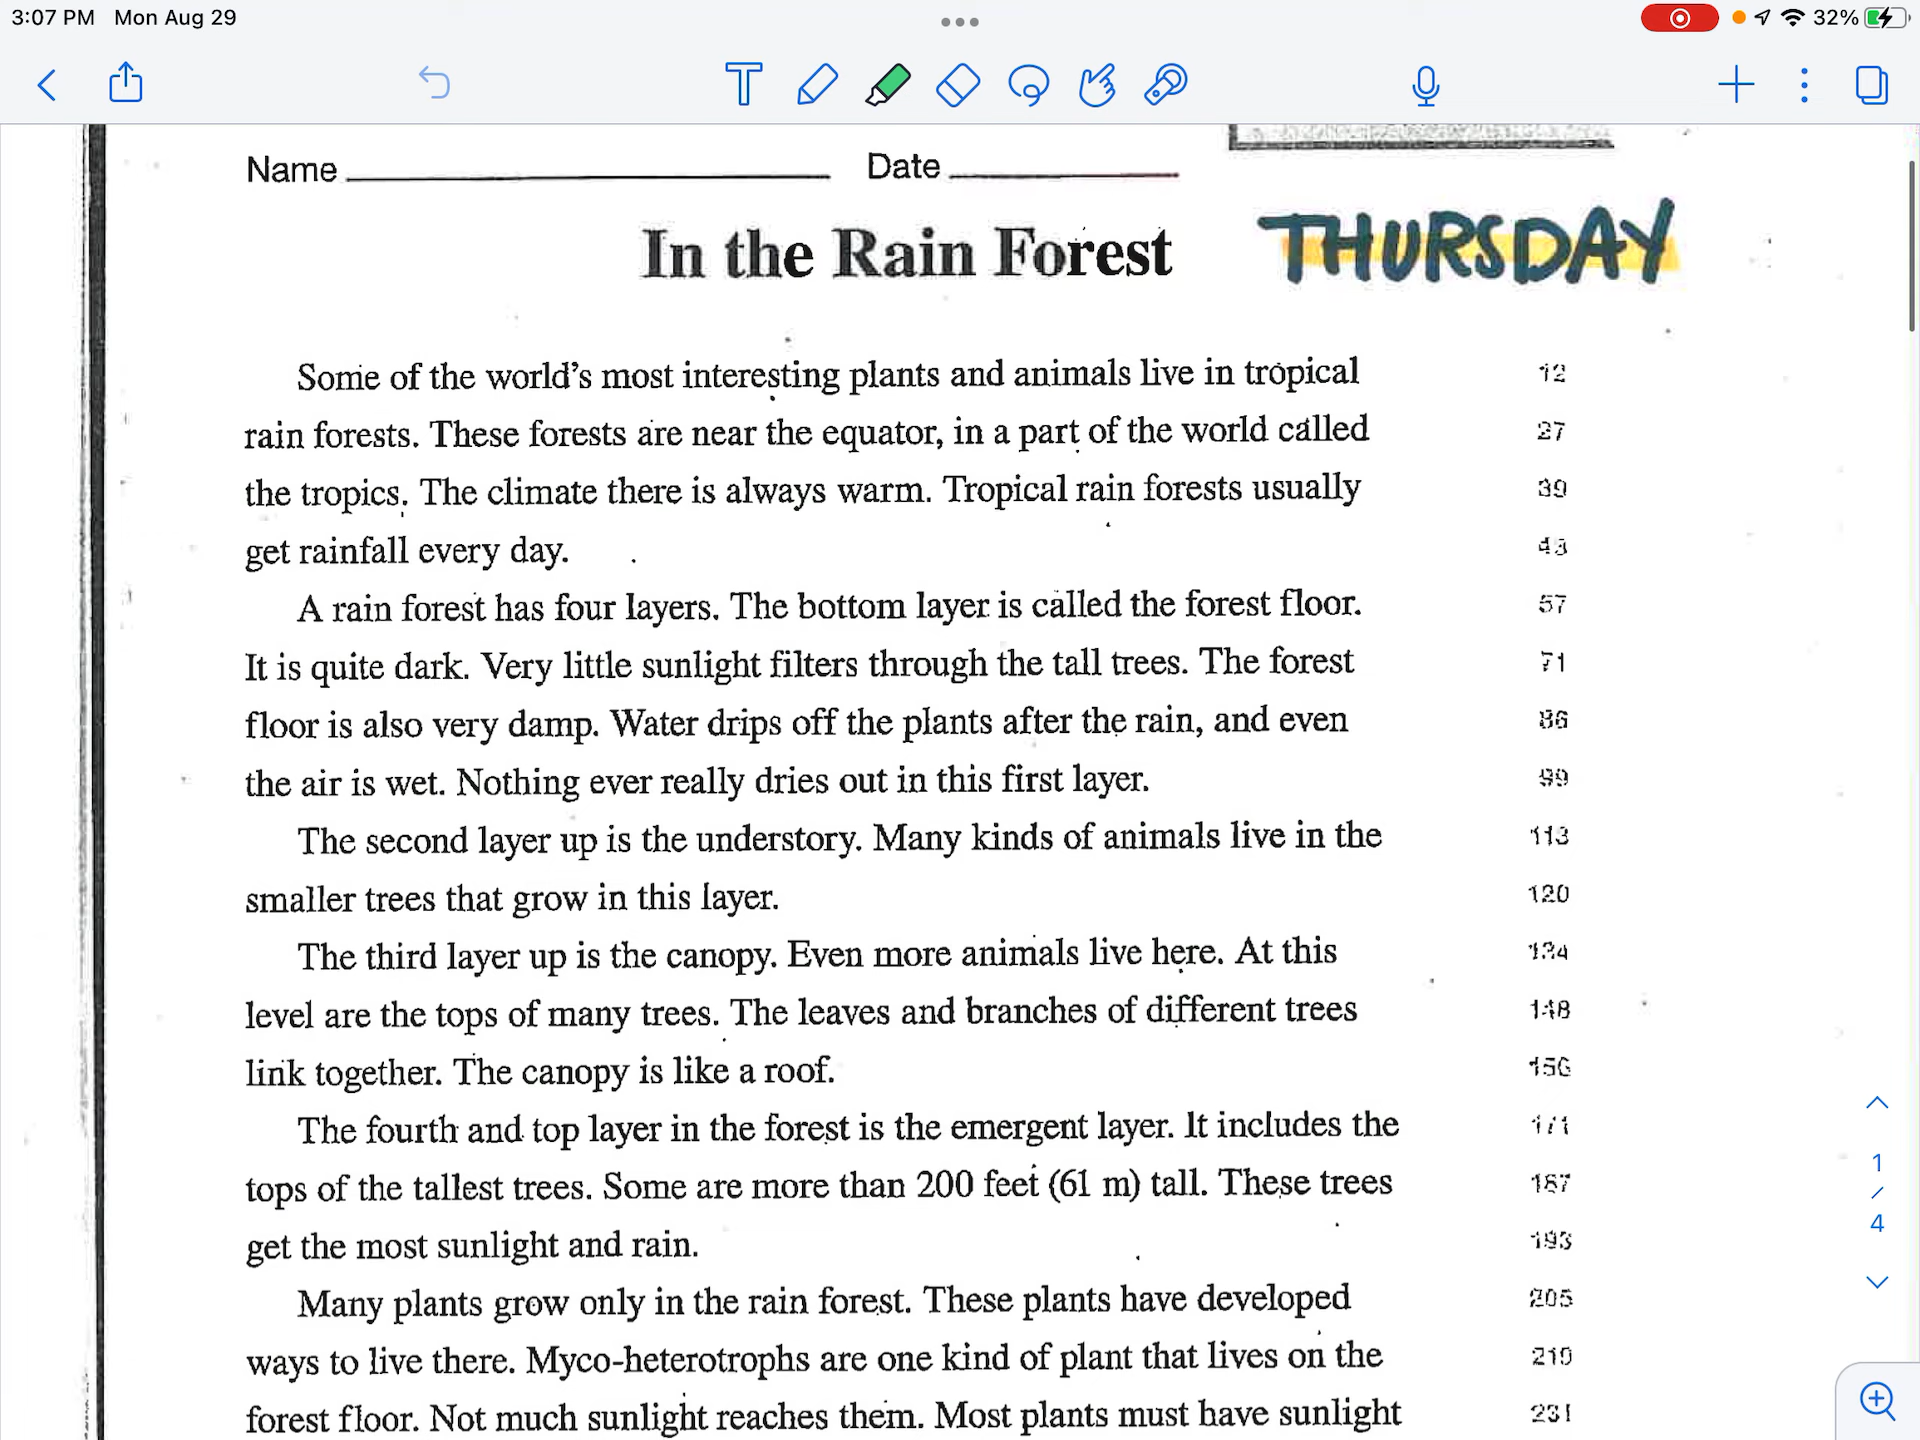 3:07 PM Mon Aug 29
32%
Name Date
In the Rain Forest THURSDAY
Some of the world's most interesting plants and animals live in tropical 12
rain forests. These forests are near the equator, in a part of the world called 27
the tropics. The climate there is always warm. Tropical rain forests usually 39
get rainfall every day. 43
A rain forest has four layers. The bottom layer is called the forest floor. 57
It is quite dark. Very little sunlight filters through the tall trees. The forest 71
floor is also very damp. Water drips off the plants after the rain, and even 86
the air is wet. Nothing ever really dries out in this first layer. 99
The second layer up is the understory. Many kinds of animals live in the 113
smaller trees that grow in this layer. 120
The third layer up is the canopy. Even more animals live here. At this 134
level are the tops of many trees. The leaves and branches of different trees 148
link together. The canopy is like a roof. 156
The fourth and top layer in the forest is the emergent layer. It includes the 171
tops of the tallest trees. Some are more than 200 feet (61 m) tall. These trees 187
get the most sunlight and rain. 193
Many plants grow only in the rain forest. These plants have developed 205
ways to live there. Myco-heterotrophs are one kind of plant that lives on the 219
forest floor. Not much sunlight reaches them. Most plants must have sunlight 231
1
/
4